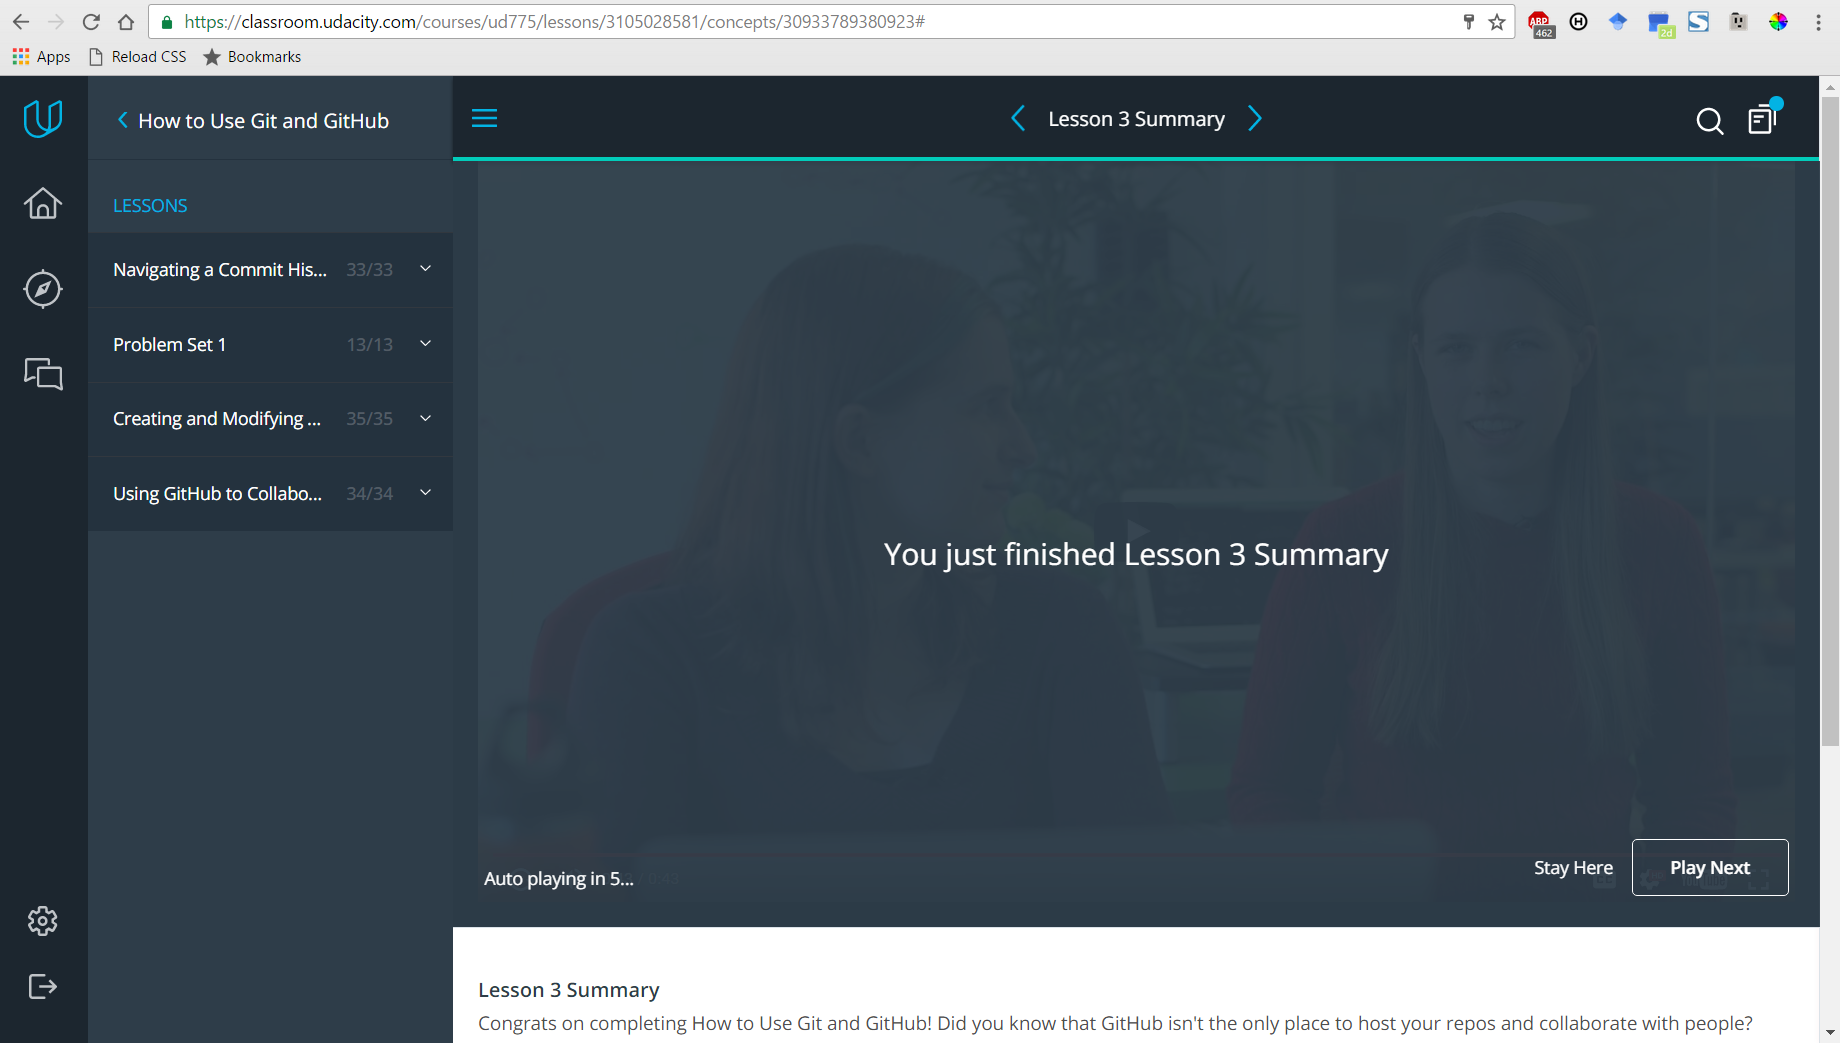 https://classroom.udacity.com/courses/ud775/lessons/3105028581/concepts/30933789380923#
ABP
462
H
2d
S
Apps
Reload CSS
Bookmarks
How to Use Git and GitHub
Lesson 3 Summary
LESSONS
Navigating a Commit His... 33/33
Problem Set 1 13/13
Creating and Modifying ... 35/35
Using GitHub to Collabo... 34/34
You just finished Lesson 3 Summary
Auto playing in 5...
Stay Here
Play Next
Lesson 3 Summary
Congrats on completing How to Use Git and GitHub! Did you know that GitHub isn't the only place to host your repos and collaborate with people?